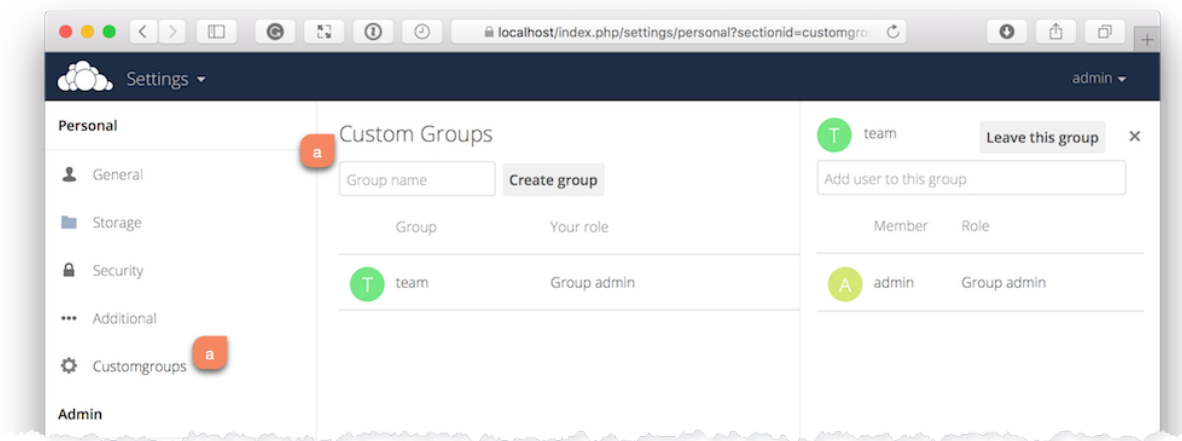 localhost/index.php/settings/personal?sectionid=customgro
Settings
admin
Personal
General
Storage
Security
Additional
Customgroups
a
Admin
a
Custom Groups
Group name
Create group
Group Your role
T team Group admin
T team
Leave this group
Add user to this group
Member Role
A admin Group admin